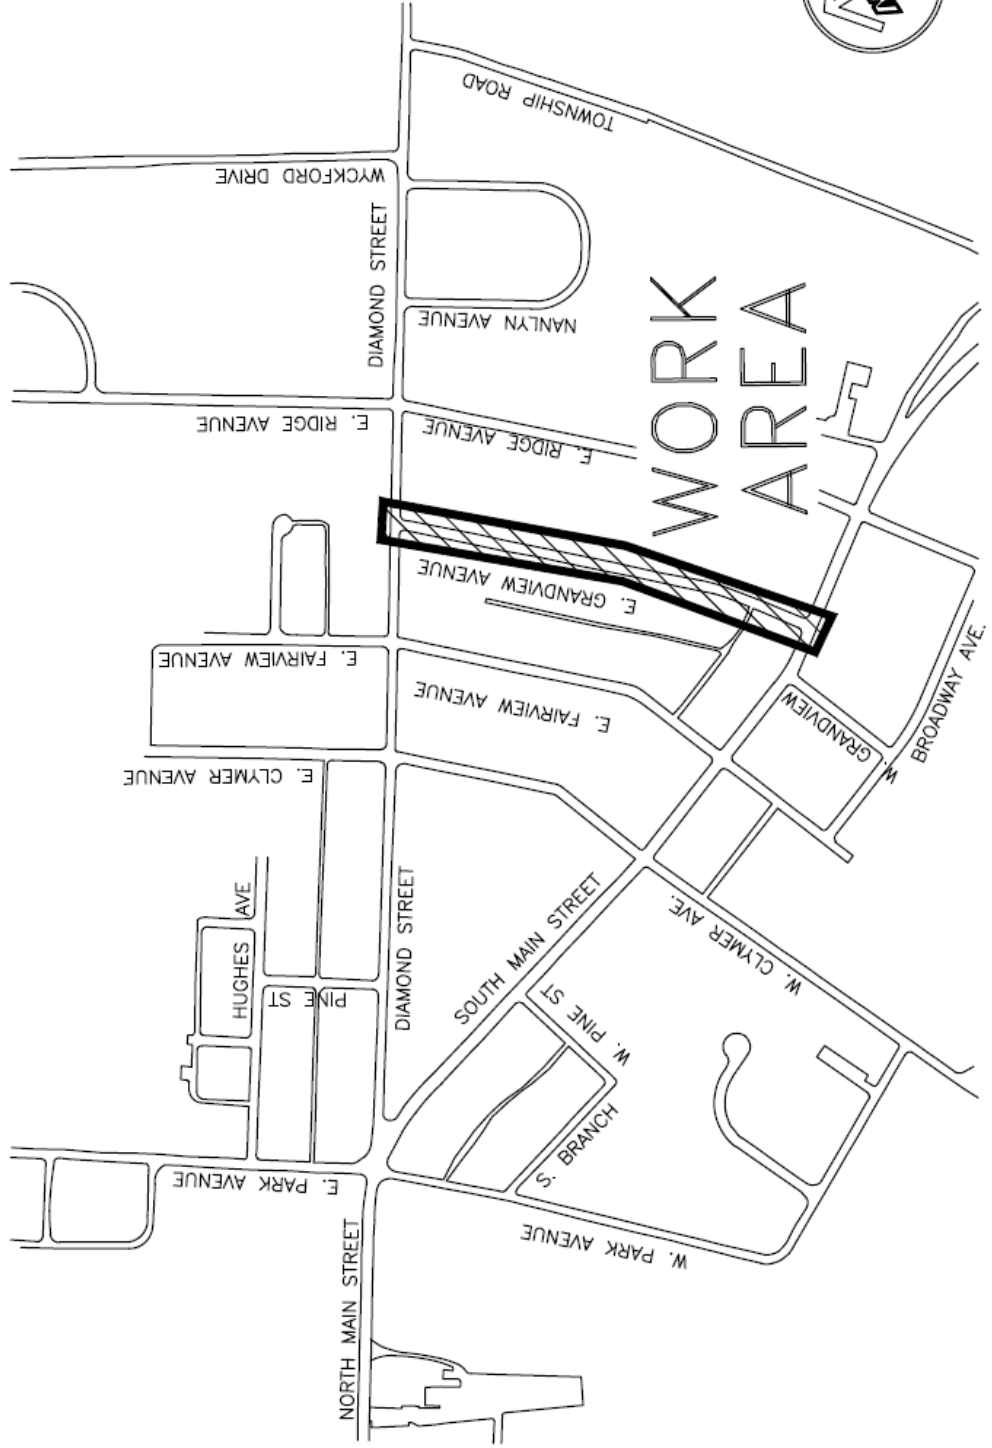 TOWNSHIP ROAD
WYCKFORD DRIVE
DIAMOND STREET
NANLYN AVENUE
E. RIDGE AVENUE
E. RIDGE AVENUE
WORK
AREA
E. GRANDVIEW AVENUE
E. FAIRVIEW AVENUE
E. FAIRVIEW AVENUE
W. GRANDVIEW
BROADWAY AVE.
E. CLYMER AVENUE
HUGHES AVE
PINE ST
DIAMOND STREET
SOUTH MAIN STREET
W. CLYMER AVE.
W. PINE ST
S. BRANCH
E. PARK AVENUE
W. PARK AVENUE
NORTH MAIN STREET